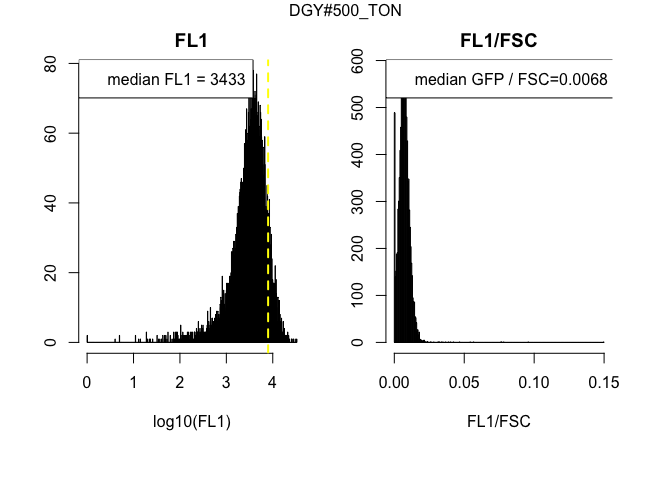 DGY#500_TON
FL1
median FL1 = 3433
0 20 40 60 80
0 1 2 3 4
log10(FL1)
FL1/FSC
median GFP / FSC=0.0068
0 100 200 300 400 500 600
0.00 0.05 0.10 0.15
FL1/FSC